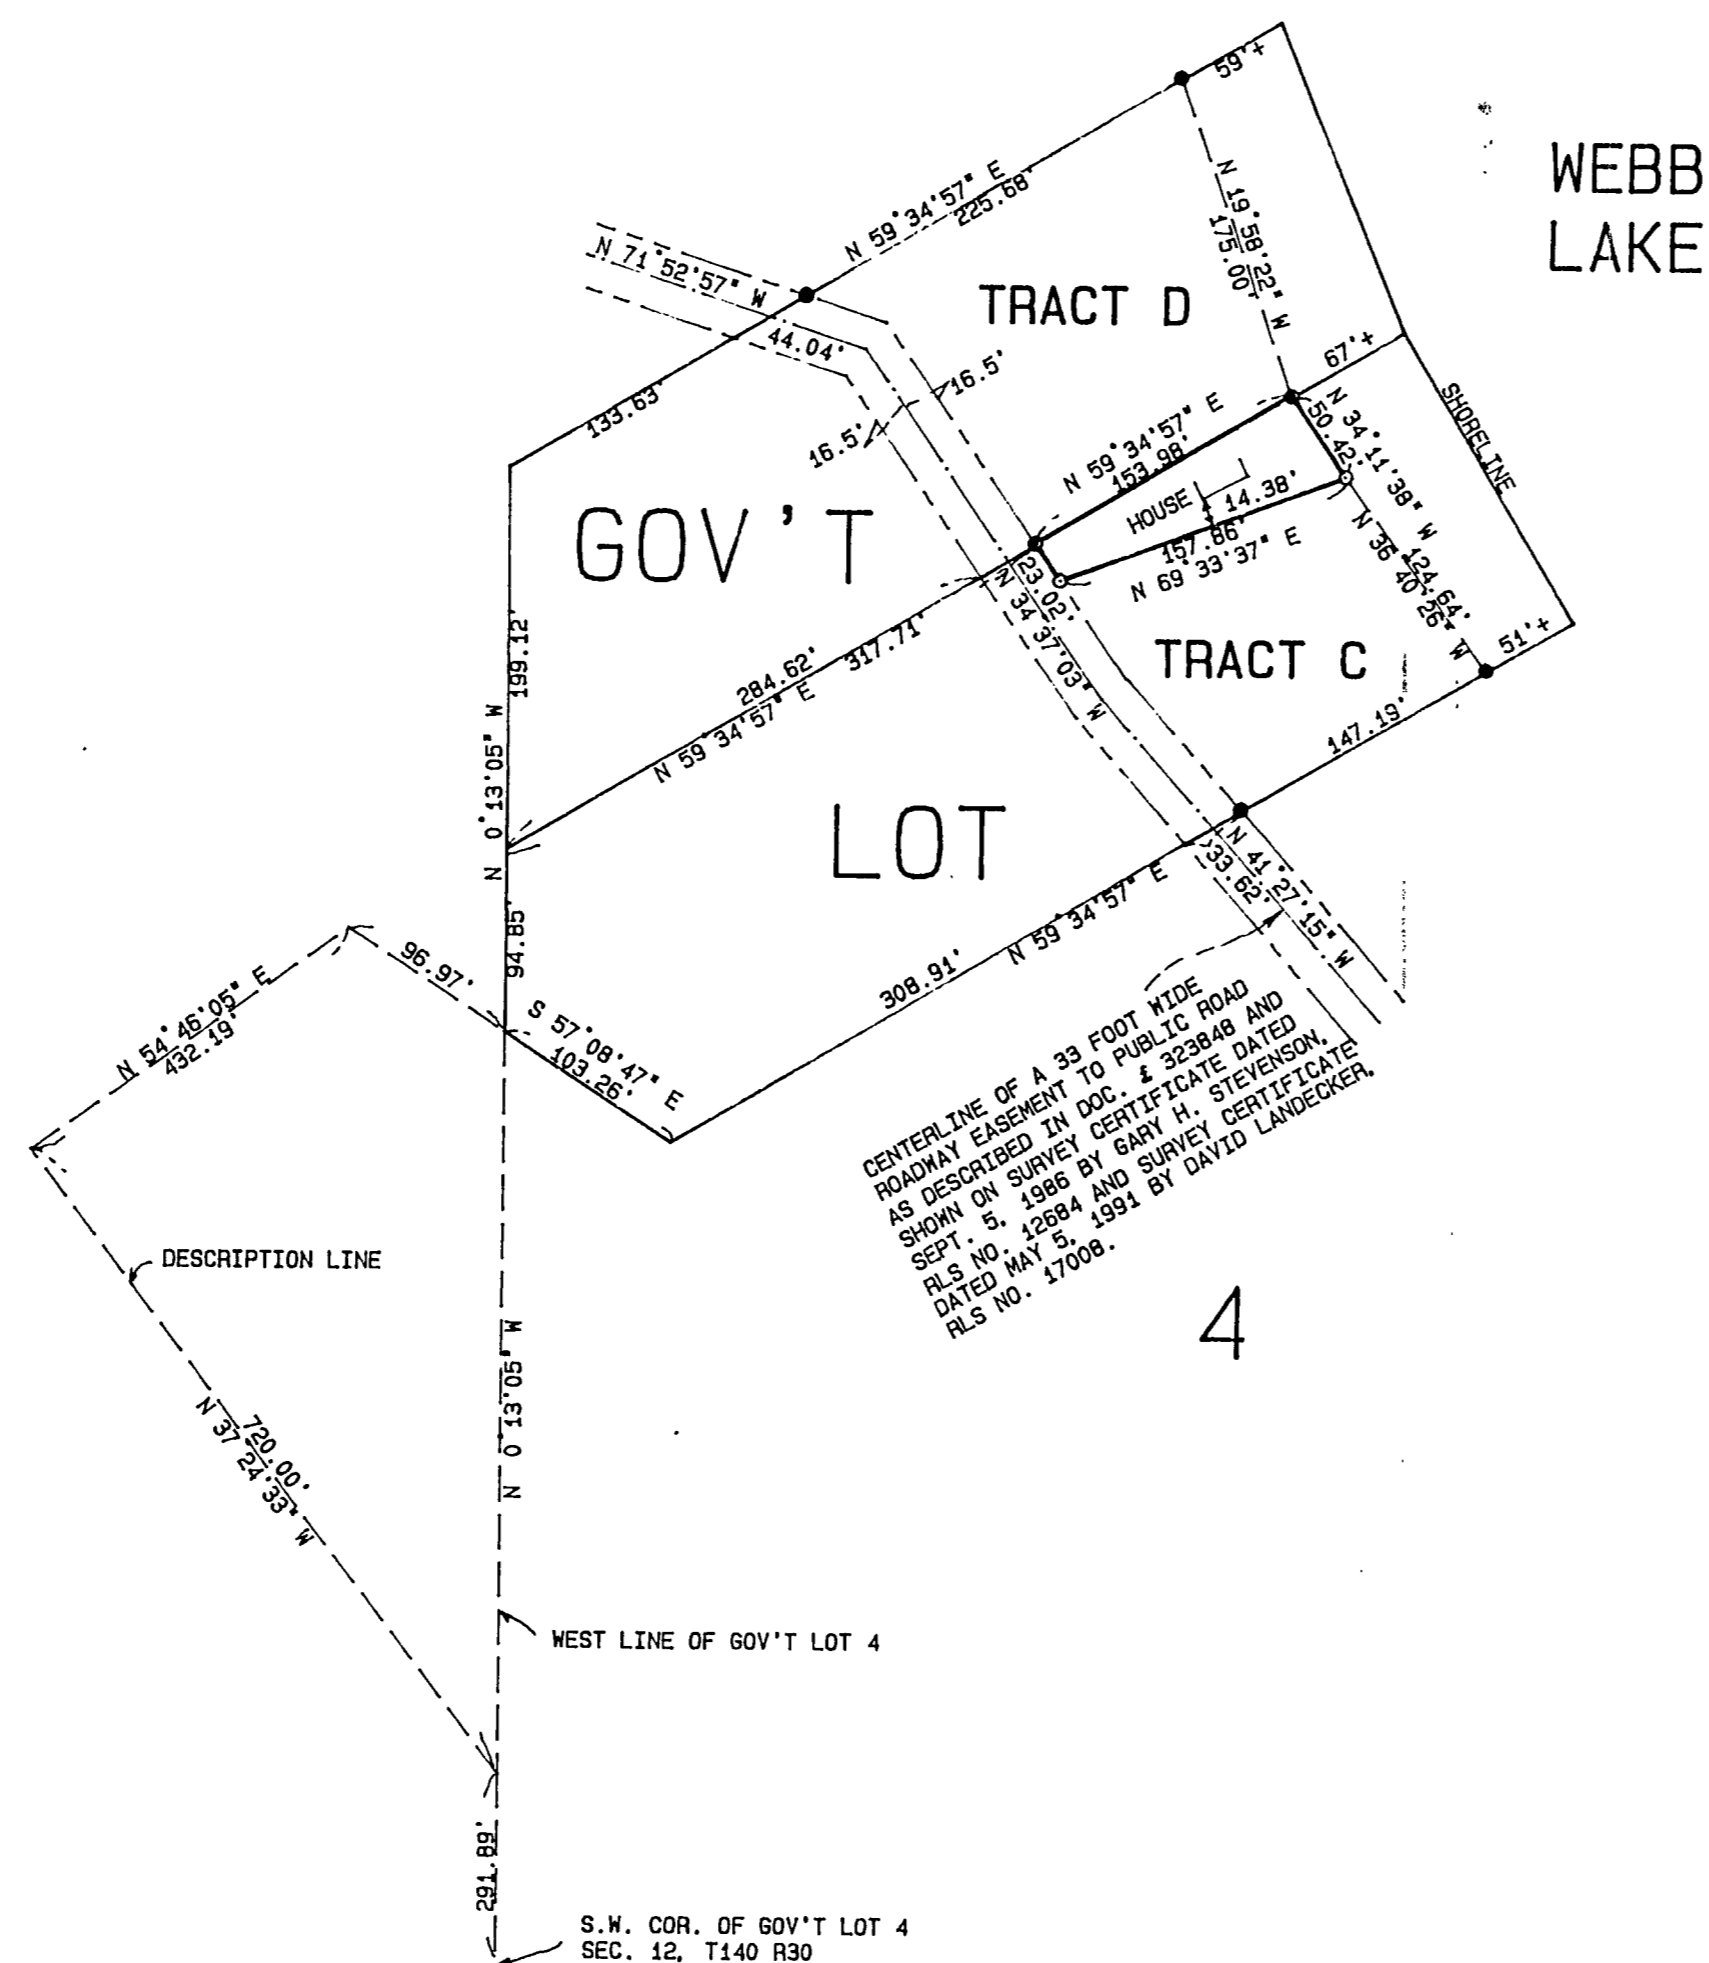 59'+
WEBB
LAKE
N 59°34'57" E
225.68'
N 19°58'22" W
175.00'
N 71°52'57" W
44.04'
TRACT D
67'+
16.5'
16.5'
133.63'
N 59°34'57" E
153.98'
N 34°11'38" W
50.42'
SHORELINE
HOUSE
14.38'
157.86'
N 69°33'37" E
GOV'T
23.02'
N 34°37'03" W
N 36°40'26" W
124.64'
51'+
TRACT C
199.12'
284.62'
317.71'
N 59°34'57" E
147.19'
N 0°13'05" W
LOT
N 41°27'15" W
33.62'
N 59°34'57" E
308.91'
94.85'
96.97'
N 54°46'05" E
432.19'
S 57°08'47" E
103.26'
CENTERLINE OF A 33 FOOT WIDE
ROADWAY EASEMENT TO PUBLIC ROAD
AS DESCRIBED IN DOC. £ 323848 AND
SHOWN ON SURVEY CERTIFICATE DATED
SEPT. 5, 1986 BY GARY H. STEVENSON,
RLS NO. 12684 AND SURVEY CERTIFICATE
DATED MAY 5, 1991 BY DAVID LANDECKER,
RLS NO. 17008.
DESCRIPTION LINE
4
N 0°13'05" W
720.00'
N 37°24'33" W
WEST LINE OF GOV'T LOT 4
291.89'
S.W. COR. OF GOV'T LOT 4
SEC. 12, T140 R30